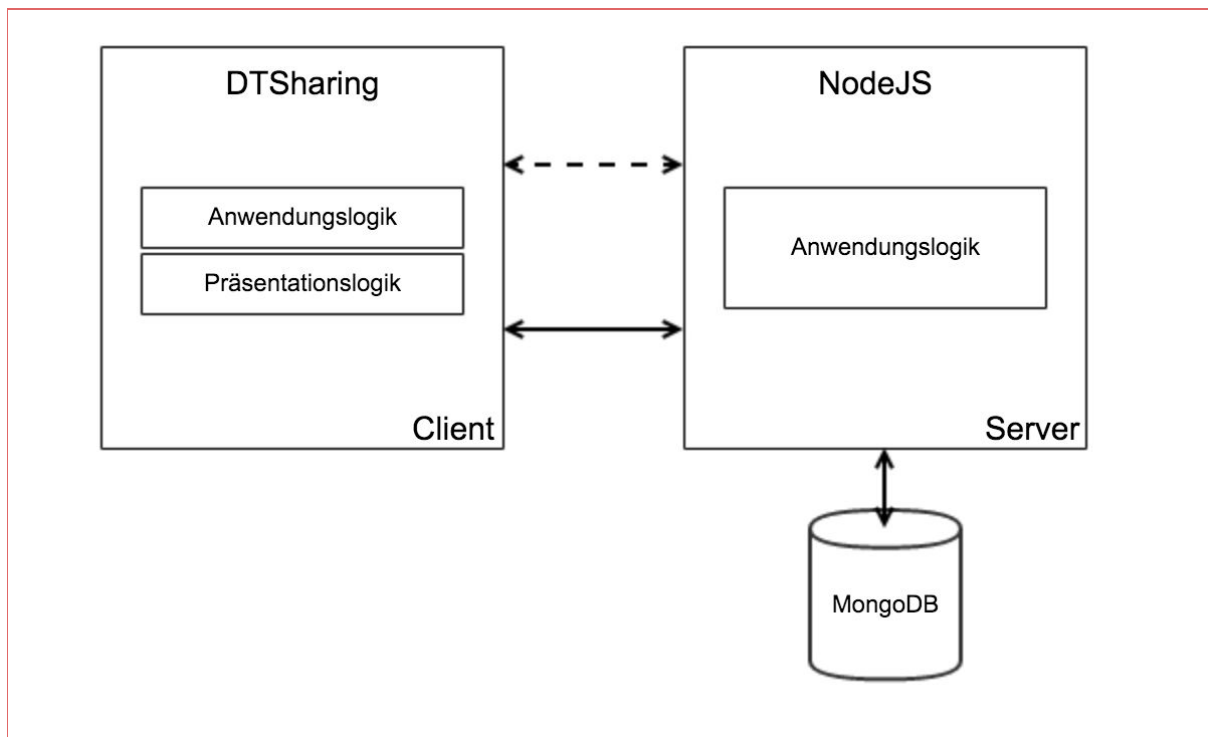 DTSharing
Anwendungslogik
Präsentationslogik
Client
NodeJS
Anwendungslogik
Server
MongoDB